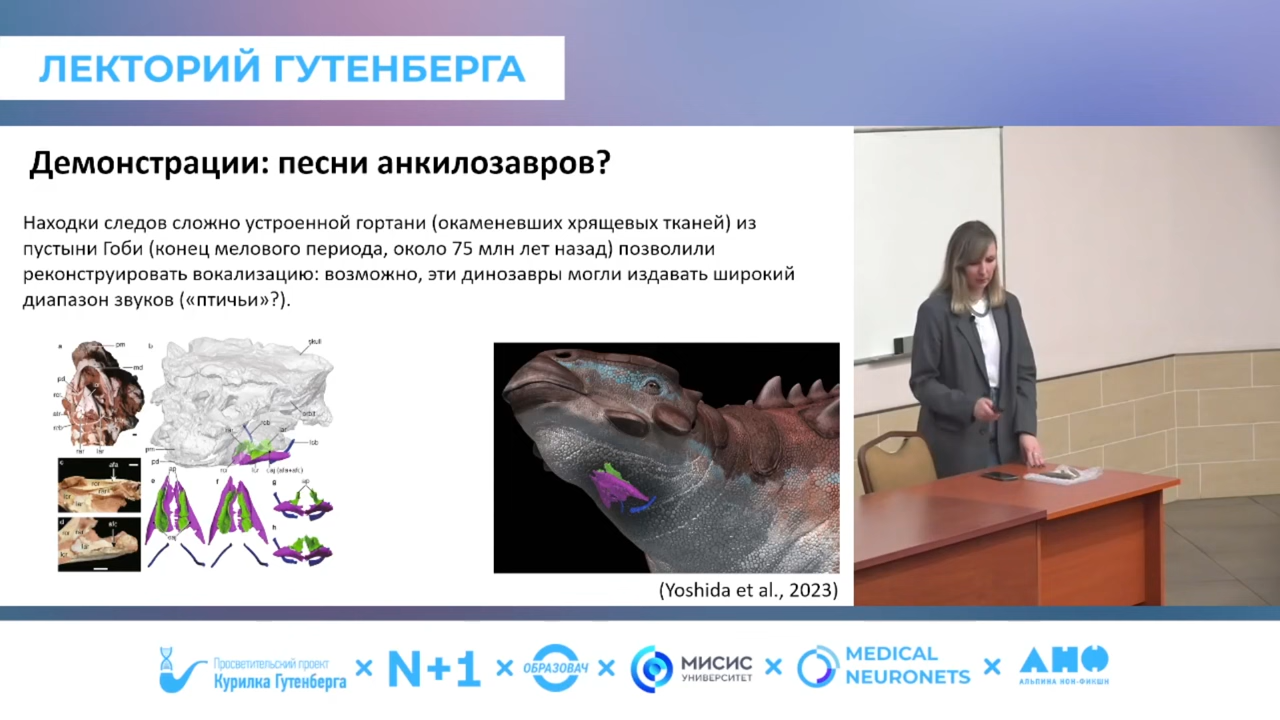 ЛЕКТОРИЙ ГУТЕНБЕРГА
Демонстрации: песни анкилозавров?
Находки следов сложно устроенной гортани (окаменевших хрящевых тканей) из
пустыни Гоби (конец мелового периода, около 75 млн лет назад) позволили
реконструировать вокализацию: возможно, эти динозавры могли издавать широкий
диапазон звуков («птичьи»?).
(Yoshida et al., 2023)
Просветительский проект
Курилка Гутенберга
× N+1 ×
ОБРАЗОВАЧ
×
МИСИС
УНИВЕРСИТЕТ
×
MEDICAL
NEURONETS
×
АНФ
АЛЬПИНА НОН-ФИКШН